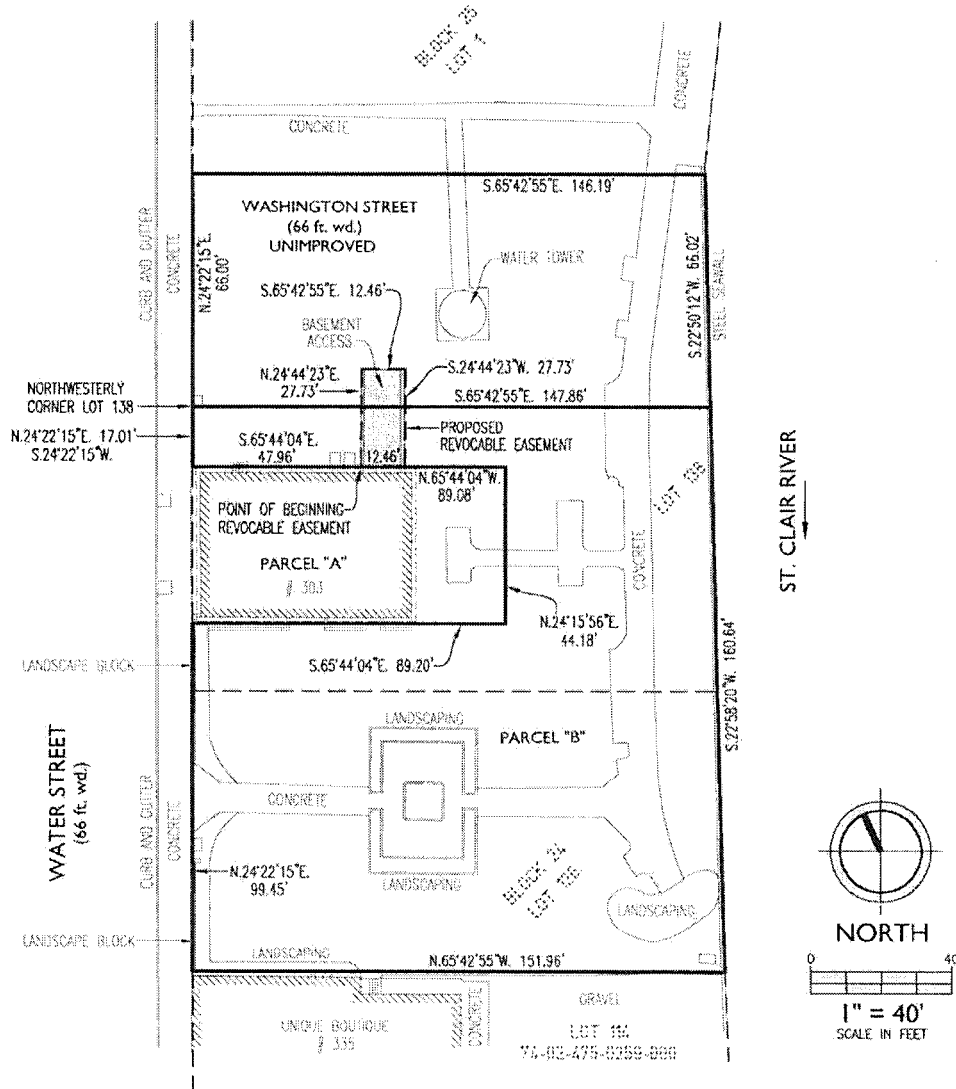 BLOCK 25
LOT 1
CONCRETE
CONCRETE
S.65°42'55"E. 146.19'
WASHINGTON STREET
(66 ft. wd.)
UNIMPROVED
CURB AND GUTTER
CONCRETE
N.24°22'15"E.
66.00'
WATER TOWER
S.22°50'12"W. 66.02'
STEEL SEAWALL
S.65°42'55"E. 12.46'
BASEMENT
ACCESS
N.24°44'23"E.
27.73'
S.24°44'23"W. 27.73'
S.65°42'55"E. 147.86'
NORTHWESTERLY
CORNER LOT 138
N.24°22'15"E. 17.01'
S.24°22'15"W.
S.65°44'04"E.
47.96'
12.46'
PROPOSED
REVOCABLE EASEMENT
N.65°44'04"W.
89.08'
LOT 138
ST. CLAIR RIVER
POINT OF BEGINNING
REVOCABLE EASEMENT
PARCEL "A"
# 303
CONCRETE
N.24°15'56"E.
44.18'
S.65°44'04"E. 89.20'
LANDSCAPE BLOCK
S.22°58'20"W. 160.64'
LANDSCAPING
PARCEL "B"
WATER STREET
(66 ft. wd.)
CURB AND GUTTER
CONCRETE
CONCRETE
N.24°22'15"E.
99.45'
LANDSCAPING
BLOCK 24
LOT
LANDSCAPING
NORTH
LANDSCAPE BLOCK
LANDSCAPING
N.65°42'55"W. 151.96'
0 40
1" = 40'
SCALE IN FEET
UNIQUE BOUTIQUE
# 335
CONCRETE
GRAVEL
LOT 114